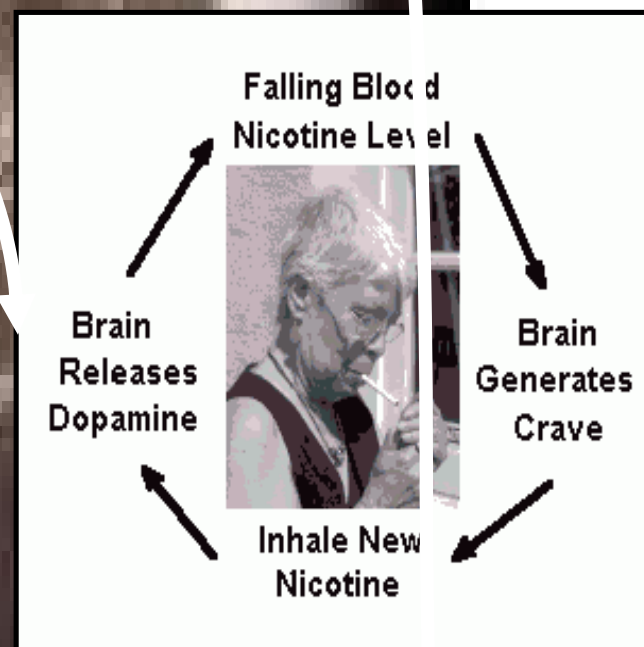 Falling Blood
Nicotine Level
Brain
Generates
Crave
Inhale New
Nicotine
Brain
Releases
Dopamine